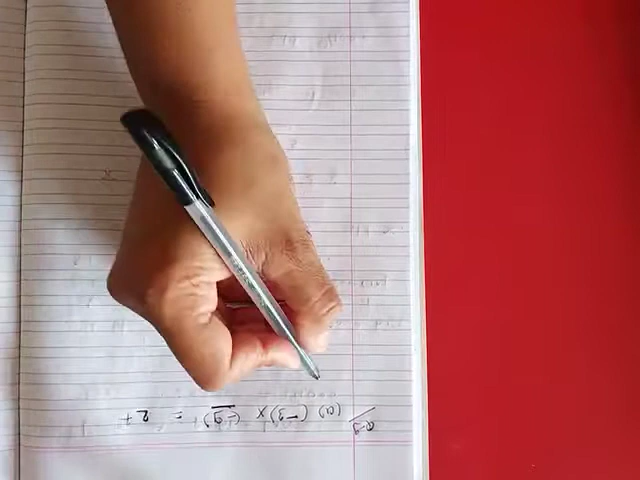 Q-3 (a) (-3) × (-9) = 27